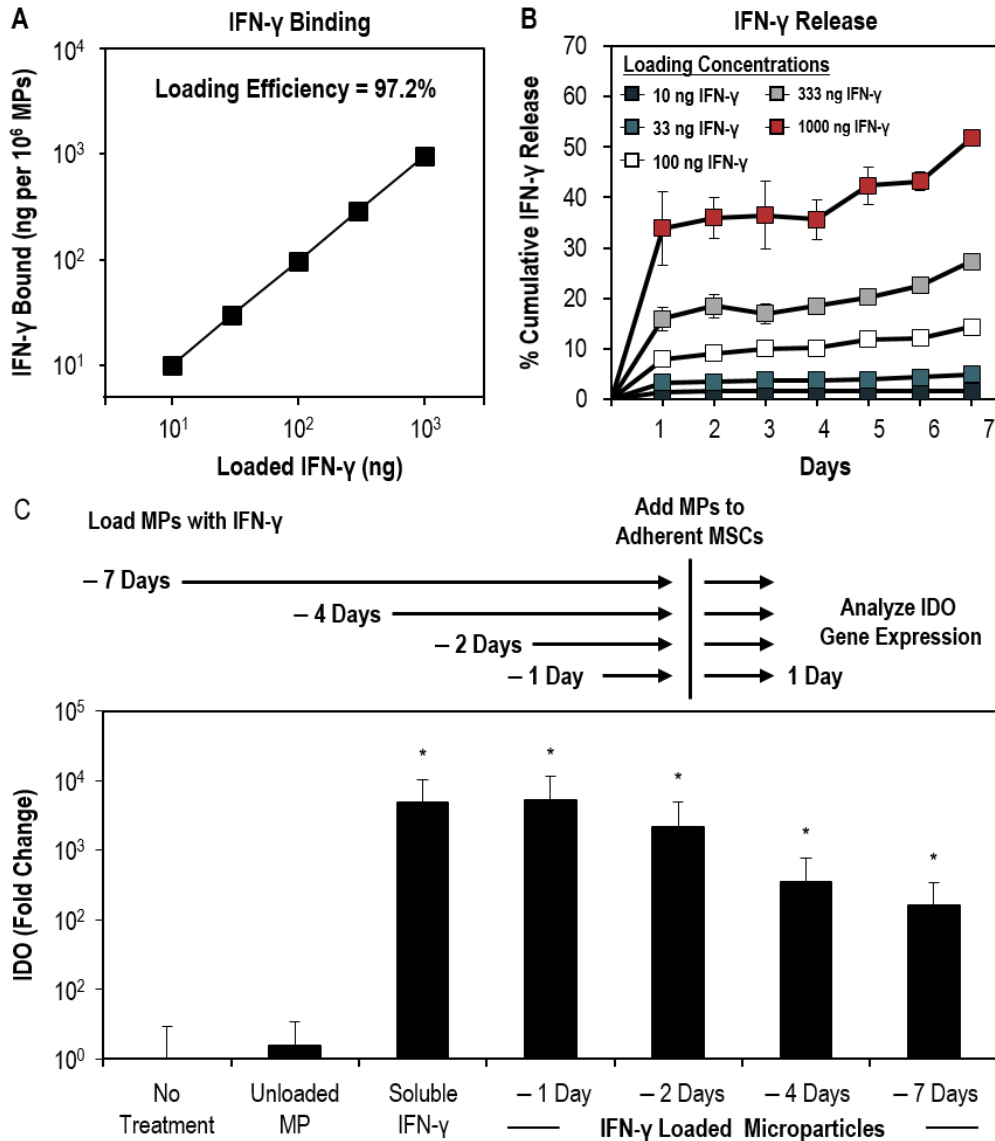 A
IFN-γ Binding
Loading Efficiency = 97.2%
IFN-γ Bound (ng per 10⁶ MPs)
10⁴
10³
10²
10¹
10¹ 10² 10³
Loaded IFN-γ (ng)
B
IFN-γ Release
Loading Concentrations
10 ng IFN-γ
33 ng IFN-γ
100 ng IFN-γ
333 ng IFN-γ
1000 ng IFN-γ
% Cumulative IFN-γ Release
70
60
50
40
30
20
10
0
1 2 3 4 5 6 7
Days
C
Load MPs with IFN-γ
Add MPs to
Adherent MSCs
– 7 Days
– 4 Days
– 2 Days
– 1 Day
1 Day
Analyze IDO
Gene Expression
IDO (Fold Change)
10⁵
10⁴
10³
10²
10²
10⁰
* * * * *
No
Treatment
Unloaded
MP
Soluble
IFN-γ
– 1 Day
– 2 Days
– 4 Days
– 7 Days
IFN-γ Loaded Microparticles